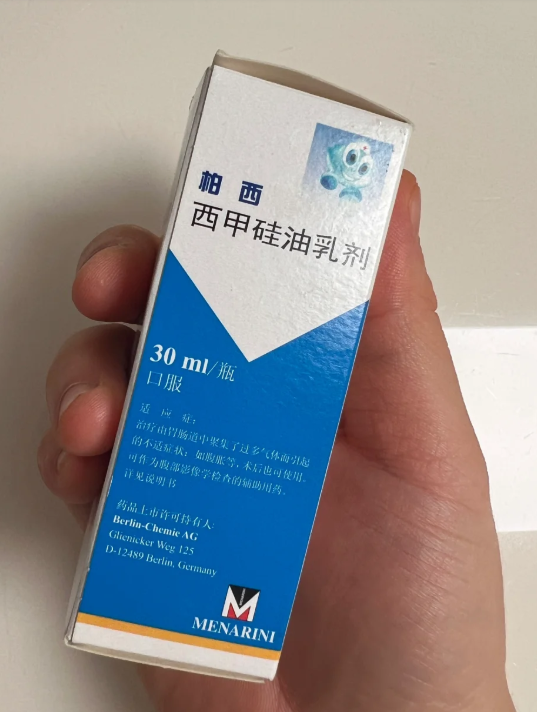 柏西
西甲硅油乳剂
30 ml/瓶
口服
适 应 症:
治疗由胃肠道中聚集了过多气体而引起
的不适症状: 如腹胀等, 术后也可使用。
可作为腹部影像学检查的辅助用药。
详见说明书
药品上市许可持有人:
Berlin-Chemie AG
Glienicker Weg 125
D-12489 Berlin, Germany
MENARINI